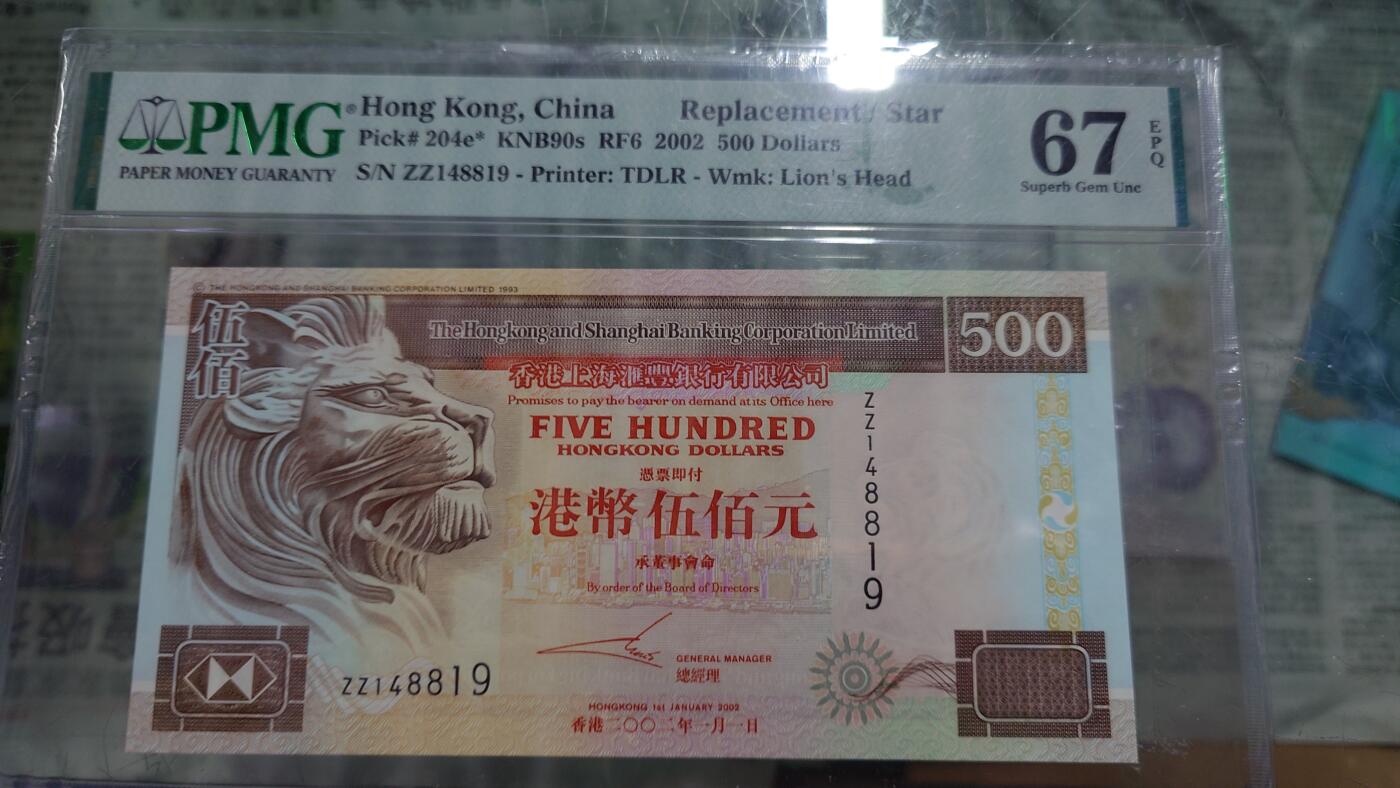 PMG® Hong Kong, China Replacement / Star 67 EPQ
Pick# 204e* KNB90s RF6 2002 500 Dollars
PAPER MONEY GUARANTY S/N ZZ148819 - Printer: TDLR - Wmk: Lion's Head Superb Gem Unc
© THE HONGKONG AND SHANGHAI BANKING CORPORATION LIMITED 1993
伍佰
The Hongkong and Shanghai Banking Corporation Limited 500
香港上海滙豐銀行有限公司
Promises to pay the bearer on demand at its Office here
FIVE HUNDRED
HONGKONG DOLLARS
憑票即付
港幣伍佰元
承董事會命
By order of the Board of Directors
ZZ148819
GENERAL MANAGER
總經理
ZZ148819
HONGKONG 1st JANUARY 2002
香港二〇〇二年一月一日